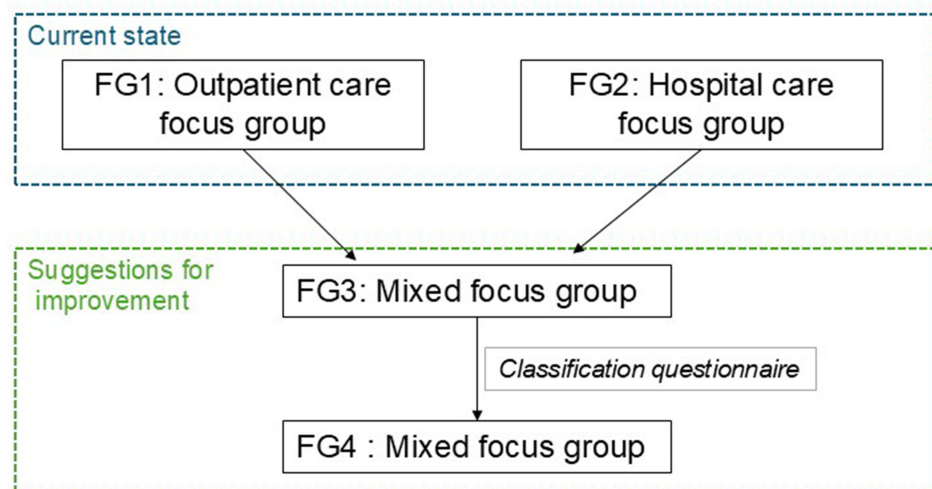 Current state
FG1: Outpatient care
focus group
FG2: Hospital care
focus group
Suggestions for
improvement
FG3: Mixed focus group
Classification questionnaire
FG4 : Mixed focus group